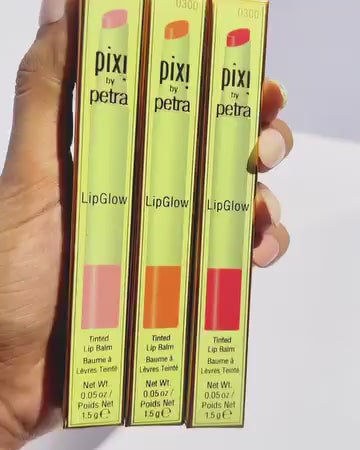 0300
0300
pixi
by
petra
LipGlow
Tinted
Lip Balm
Baume à
Lèvres Teinté
Net Wt.
0.05 oz /
Poids Net
1.5 g ℮
pixi
by
petra
LipGlow
Tinted
Lip Balm
Baume à
Lèvres Teinté
Net Wt.
0.05 oz /
Poids Net
1.5 g ℮
pixi
by
petra
LipGlow
Tinted
Lip Balm
Baume à
Lèvres Teinté
Net Wt.
0.05 oz /
Poids Net
1.5 g ℮